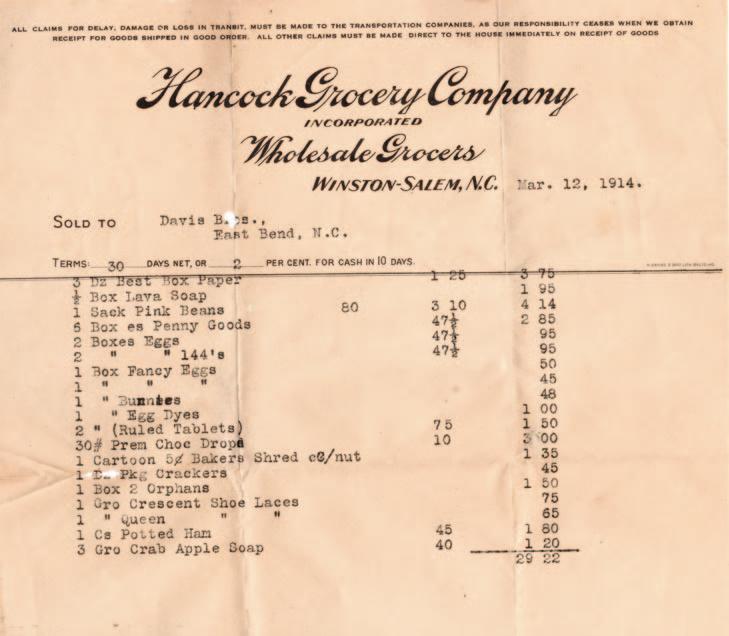 ALL CLAIMS FOR DELAY, DAMAGE OR LOSS IN TRANSIT, MUST BE MADE TO THE TRANSPORTATION COMPANIES, AS OUR RESPONSIBILITY CEASES WHEN WE OBTAIN
RECEIPT FOR GOODS SHIPPED IN GOOD ORDER. ALL OTHER CLAIMS MUST BE MADE DIRECT TO THE HOUSE IMMEDIATELY ON RECEIPT OF GOODS
Hancock Grocery Company
INCORPORATED
Wholesale Grocers
WINSTON-SALEM, N.C. Mar. 12, 1914.
SOLD TO Davis B os.,
East Bend, N.C.
TERMS: 30 DAYS NET, OR 2 PER CENT. FOR CASH IN 10 DAYS.
3 Dz Best Box Paper 1 25 3 75
½ Box Lava Soap 1 95
1 Sack Pink Beans 80 3 10 4 14
6 Box es Penny Goods 47½ 2 85
2 Boxes Eggs 47½ 95
2 " " 144's 47½ 95
1 Box Fancy Eggs 50
1 " " " 45
1 " Bunnies 48
1 " Egg Dyes 1 00
2 " (Ruled Tablets) 75 1 50
30# Prem Choc Drops 10 3 00
1 Cartoon 5¢ Bakers Shred cC/nut 1 35
1 Dz Pkg Crackers 45
1 Box 2 Orphans 1 50
1 Gro Crescent Shoe Laces 75
1 " Queen " " 65
1 Cs Potted Ham 45 1 80
3 Gro Crab Apple Soap 40 1 20
29 22